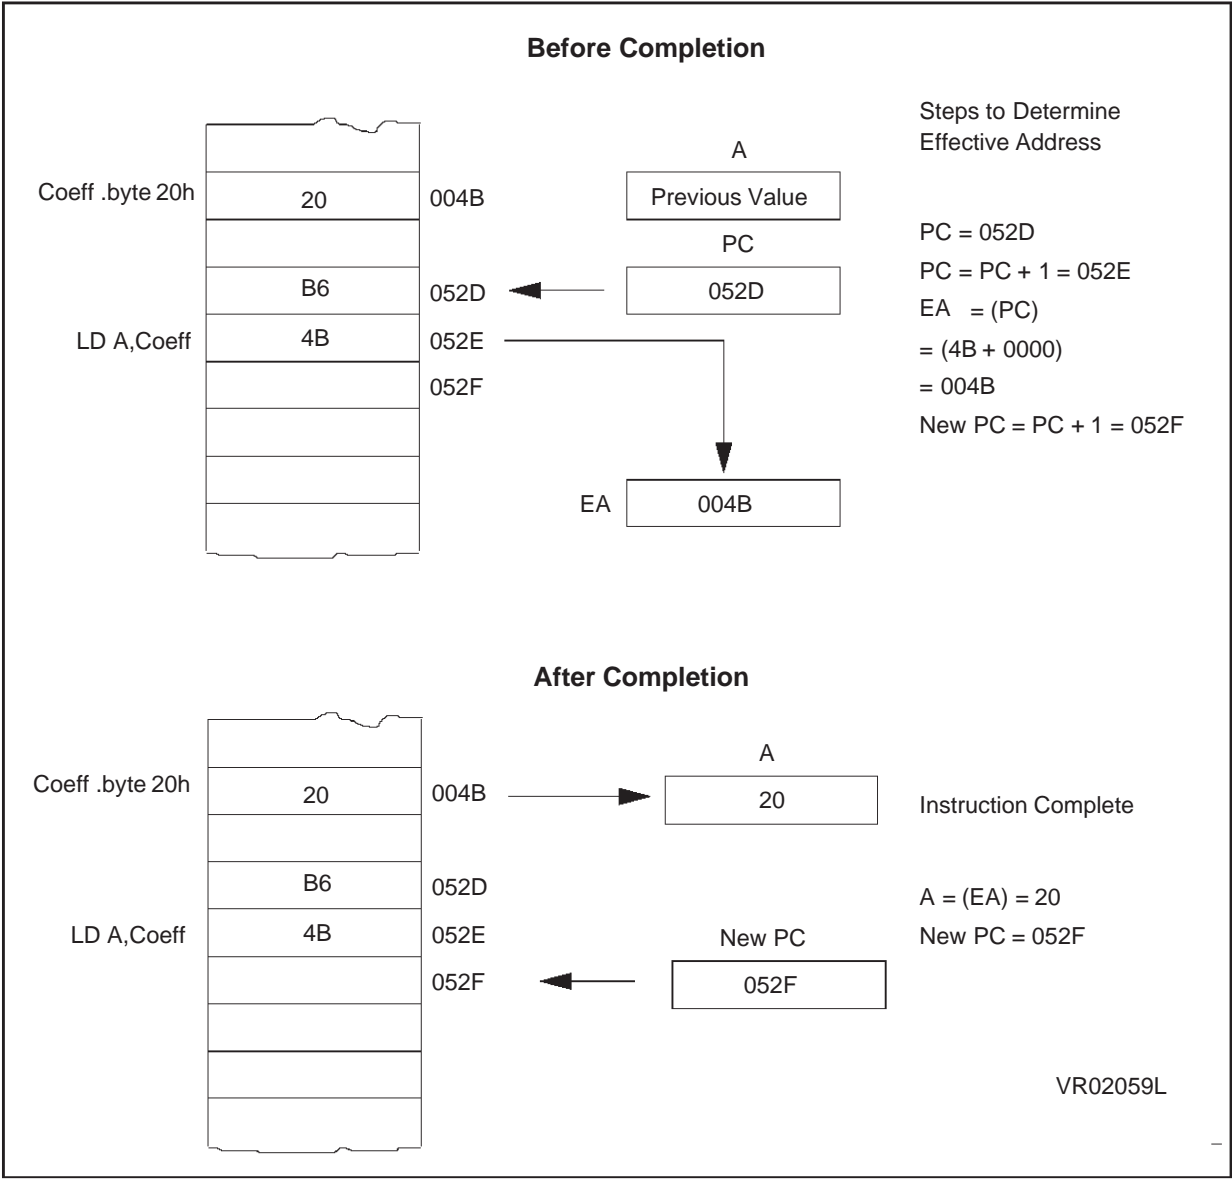 Before Completion
Steps to Determine
Effective Address
A
Coeff .byte 20h
20
004B
Previous Value
PC
PC = 052D
PC = PC + 1 = 052E
B6
052D
052D
EA = (PC)
LD A,Coeff
4B
052E
= (4B + 0000)
052F
= 004B
New PC = PC + 1 = 052F
EA
004B
After Completion
A
Coeff .byte 20h
20
004B
20
Instruction Complete
B6
052D
A = (EA) = 20
LD A,Coeff
4B
052E
New PC
New PC = 052F
052F
052F
VR02059L